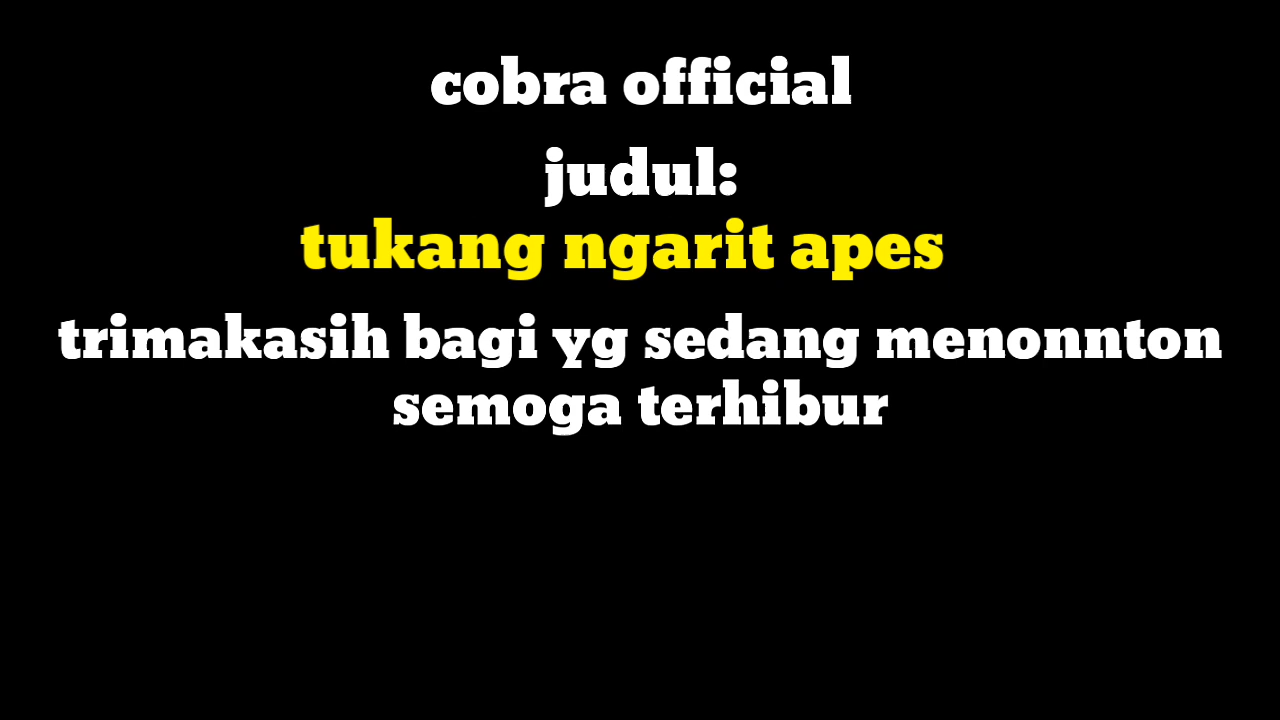 cobra official
judul:
tukang ngarit apes
trimakasih bagi yg sedang menonnton
semoga terhibur